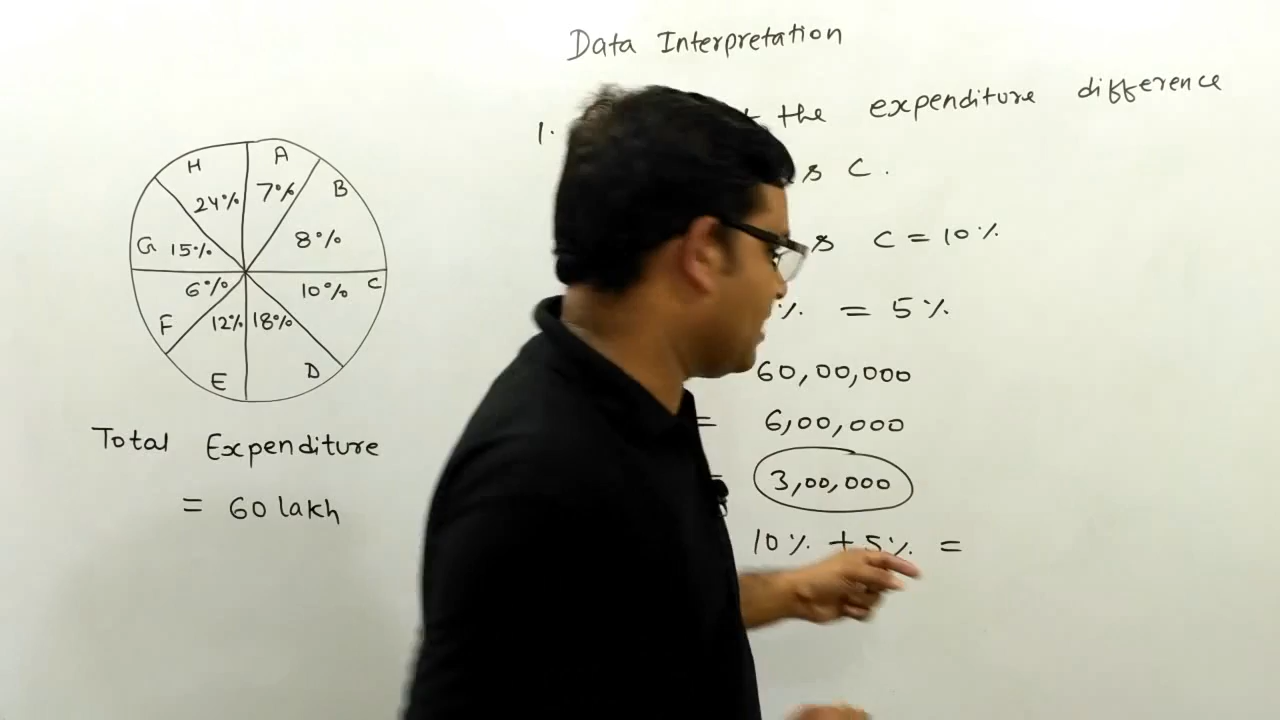 Data Interpretation
1. the expenditure difference
C.
C = 10%
= 5%
60,00,000
= 6,00,000
= 3,00,000
10% + 5% =
H
A
24%
7%
B
G
15%
8%
6%
10%
C
F
12%
18%
E
D
Total Expenditure
= 60 lakh